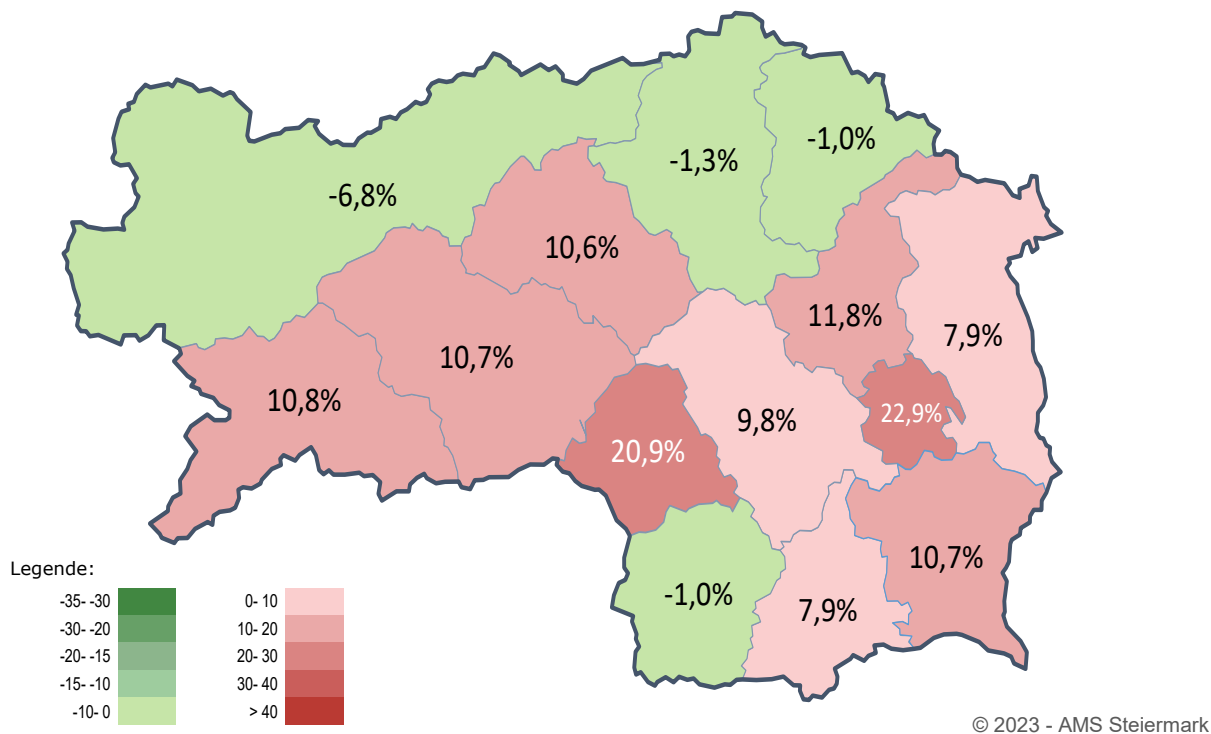 -1,0%
-1,3%
-6,8%
10,6%
11,8%
7,9%
10,7%
10,8%
22,9%
9,8%
20,9%
10,7%
-1,0%
7,9%
Legende:
-35- -30 0- 10
-30- -20 10- 20
-20- -15 20- 30
-15- -10 30- 40
-10- 0 > 40
© 2023 - AMS Steiermark